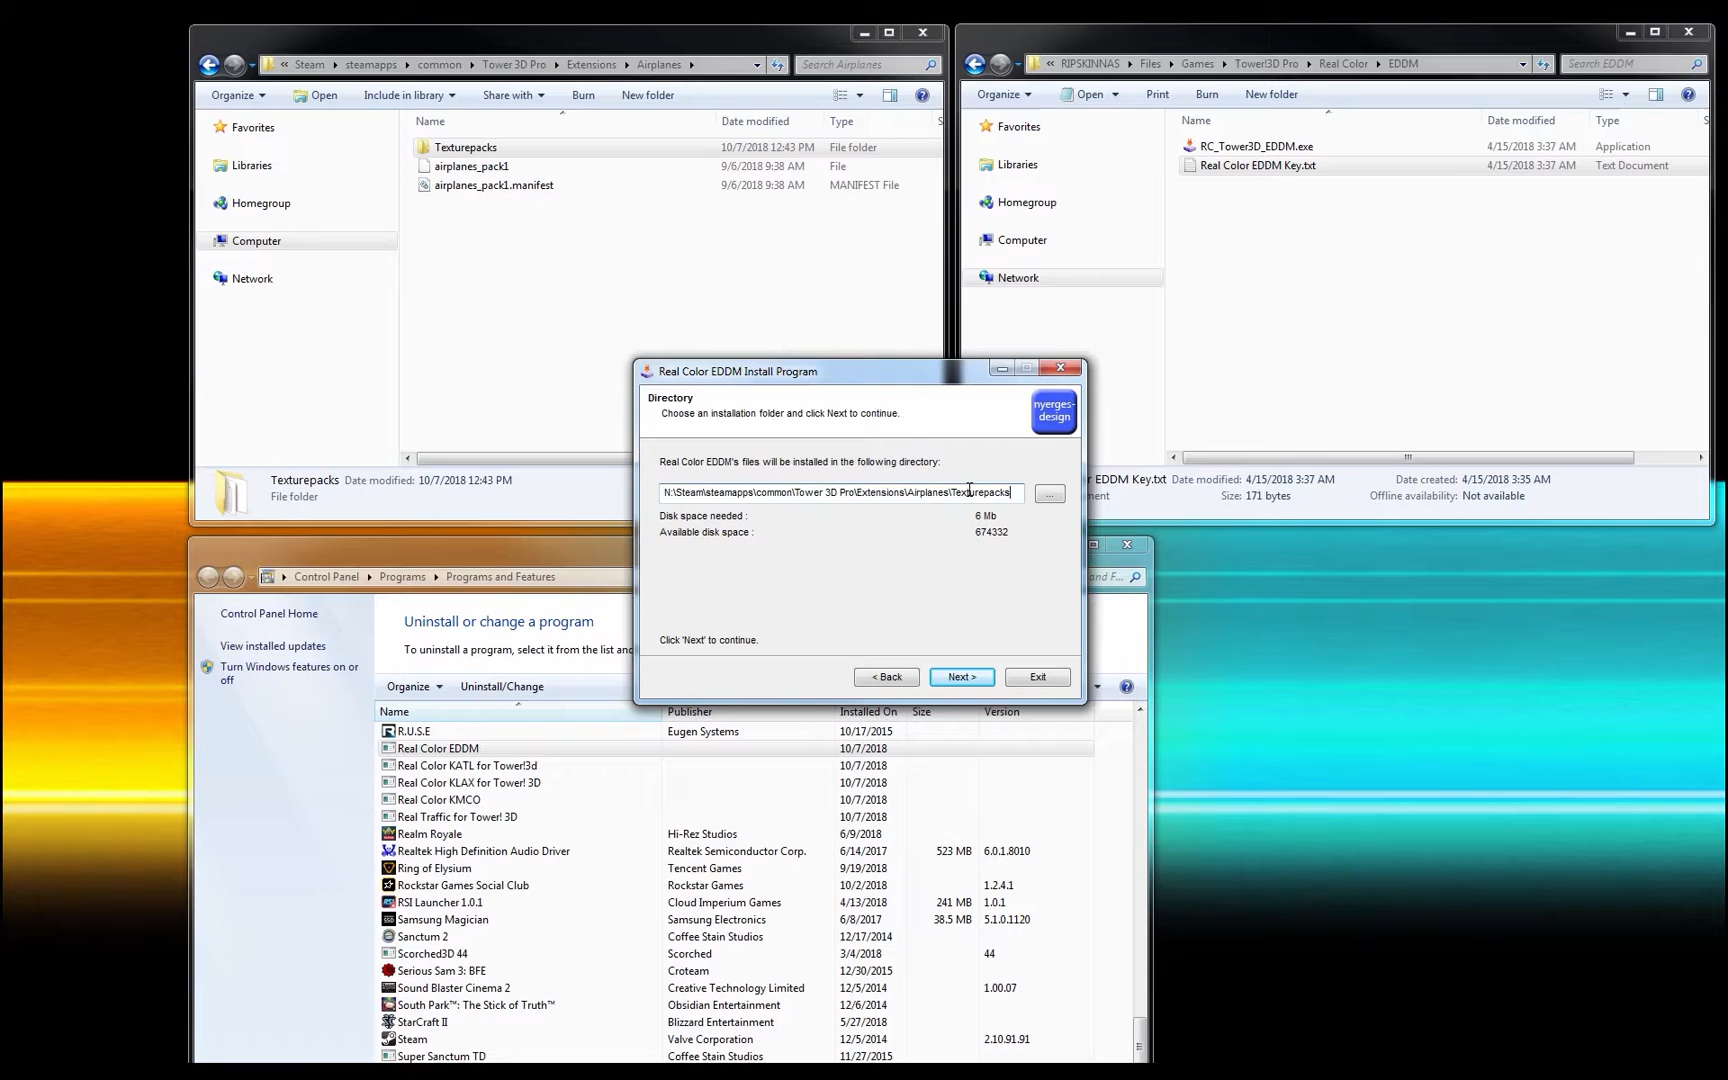 « Steam ▸ steamapps ▸ common ▸ Tower 3D Pro ▸ Extensions ▸ Airplanes ▸
Search Airplanes
Organize ▾ Open Include in library ▾ Share with ▾ Burn New folder
Favorites
Libraries
Homegroup
Computer
Network
Name Date modified Type S
Texturepacks 10/7/2018 12:43 PM File folder
airplanes_pack1 9/6/2018 9:38 AM File
airplanes_pack1.manifest 9/6/2018 9:38 AM MANIFEST File
Texturepacks Date modified: 10/7/2018 12:43 PM
File folder
« RIPSKINNAS ▸ Files ▸ Games ▸ Tower!3D Pro ▸ Real Color ▸ EDDM
Search EDDM
Organize ▾ Open ▾ Print Burn New folder
Favorites
Libraries
Homegroup
Computer
Network
Name Date modified Type
RC_Tower3D_EDDM.exe 4/15/2018 3:37 AM Application
Real Color EDDM Key.txt 4/15/2018 3:37 AM Text Document
r EDDM Key.txt Date modified: 4/15/2018 3:37 AM Date created: 4/15/2018 3:35 AM
ument Size: 171 bytes Offline availability: Not available
Real Color EDDM Install Program
Directory
Choose an installation folder and click Next to continue.
nyerges-
design
Real Color EDDM's files will be installed in the following directory:
N:\Steam\steamapps\common\Tower 3D Pro\Extensions\Airplanes\Texturepacks
...
Disk space needed : 6 Mb
Available disk space : 674332
Click 'Next' to continue.
< Back Next > Exit
▸ Control Panel ▸ Programs ▸ Programs and Features
and F...
Control Panel Home
View installed updates
Turn Windows features on or
off
Uninstall or change a program
To uninstall a program, select it from the list and
Organize ▾ Uninstall/Change
Name Publisher Installed On Size Version
R.U.S.E Eugen Systems 10/17/2015
Real Color EDDM 10/7/2018
Real Color KATL for Tower!3d 10/7/2018
Real Color KLAX for Tower! 3D 10/7/2018
Real Color KMCO 10/7/2018
Real Traffic for Tower! 3D 10/7/2018
Realm Royale Hi-Rez Studios 6/9/2018
Realtek High Definition Audio Driver Realtek Semiconductor Corp. 6/14/2017 523 MB 6.0.1.8010
Ring of Elysium Tencent Games 9/19/2018
Rockstar Games Social Club Rockstar Games 10/2/2018 1.2.4.1
RSI Launcher 1.0.1 Cloud Imperium Games 4/13/2018 241 MB 1.0.1
Samsung Magician Samsung Electronics 6/8/2017 38.5 MB 5.1.0.1120
Sanctum 2 Coffee Stain Studios 12/17/2014
Scorched3D 44 Scorched 3/4/2018 44
Serious Sam 3: BFE Croteam 12/30/2015
Sound Blaster Cinema 2 Creative Technology Limited 12/5/2014 1.00.07
South Park™: The Stick of Truth™ Obsidian Entertainment 12/6/2014
StarCraft II Blizzard Entertainment 5/27/2018
Steam Valve Corporation 12/5/2014 2.10.91.91
Super Sanctum TD Coffee Stain Studios 11/27/2015